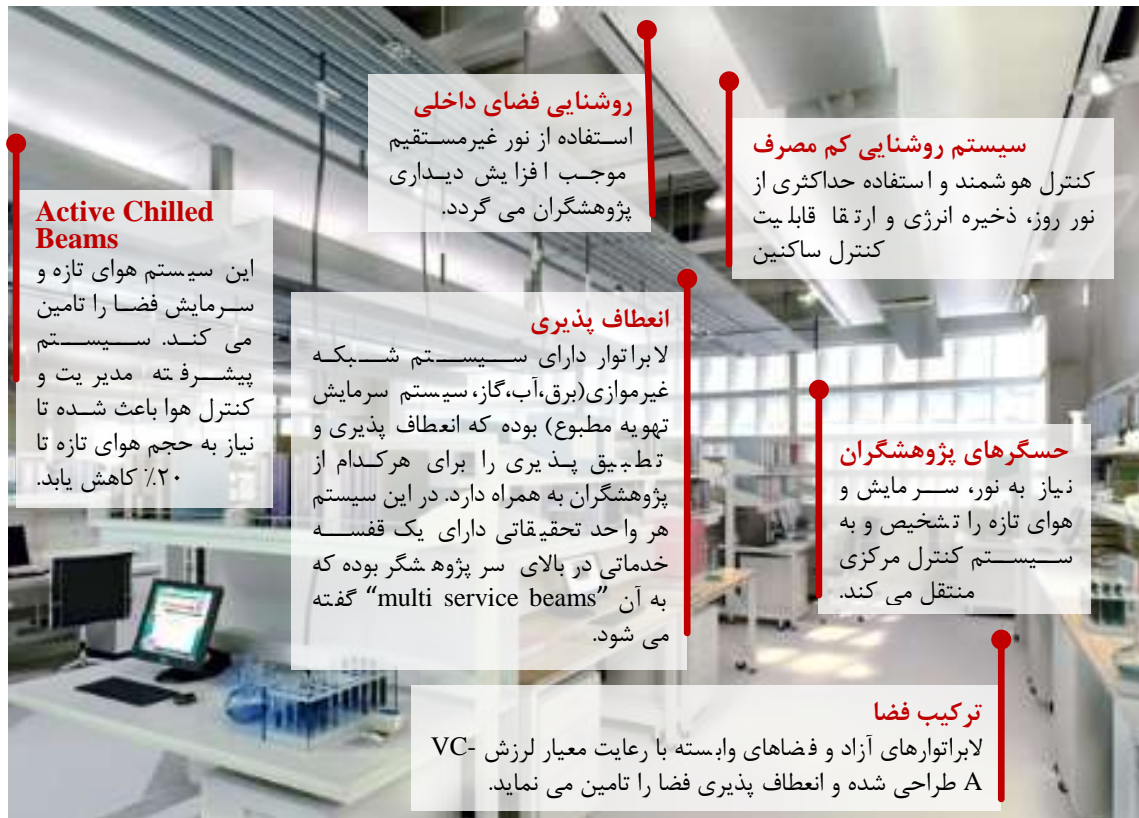 روشنایی فضای داخلی
استفاده از نور غیرمستقیم
موجب افزایش دیداری
پژوهشگران می گردد.
سیستم روشنایی کم مصرف
کنترل هوشمند و استفاده حداکثری از
نور روز، ذخیره انرژی و ارتقا قابلیت
کنترل ساکنین
Active Chilled
Beams
این سیستم هوای تازه و
سرمایش فضا را تامین
می کند. سیستم
پیشرفته مدیریت و
کنترل هوا باعث شده تا
نیاز به حجم هوای تازه تا
۲۰٪ کاهش یابد.
انعطاف پذیری
لابراتوار دارای سیستم شبکه
غیرموازی(برق،آب،گاز،سیستم سرمایش
تهویه مطبوع) بوده که انعطاف پذیری و
تطبیق پذیری را برای هرکدام از
پژوهشگران به همراه دارد. در این سیستم
هر واحد تحقیقاتی دارای یک قفسه
خدماتی در بالای سر پژوهشگر بوده که
به آن “multi service beams” گفته
می شود.
حسگرهای پژوهشگران
نیاز به نور، سرمایش و
هوای تازه را تشخیص و به
سیستم کنترل مرکزی
منتقل می کند.
ترکیب فضا
لابراتوارهای آزاد و فضاهای وابسته با رعایت معیار لرزش VC-
A طراحی شده و انعطاف پذیری فضا را تامین می نماید.